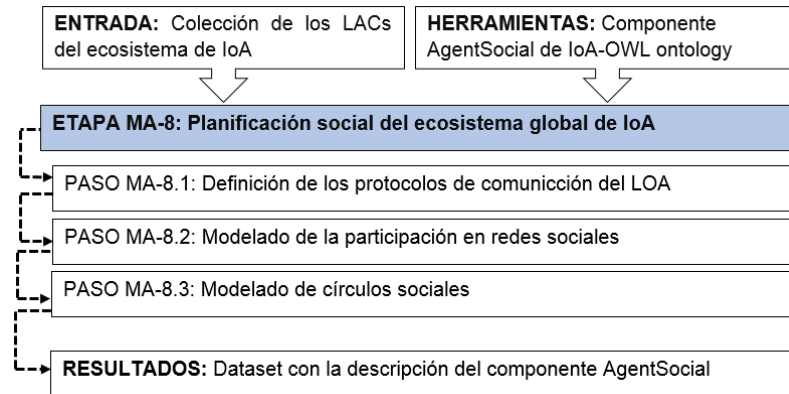 ENTRADA: Colección de los LACs
del ecosistema de IoA
HERRAMIENTAS: Componente
AgentSocial de IoA-OWL ontology
ETAPA MA-8: Planificación social del ecosistema global de IoA
PASO MA-8.1: Definición de los protocolos de comunicción del LOA
PASO MA-8.2: Modelado de la participación en redes sociales
PASO MA-8.3: Modelado de círculos sociales
RESULTADOS: Dataset con la descripción del componente AgentSocial